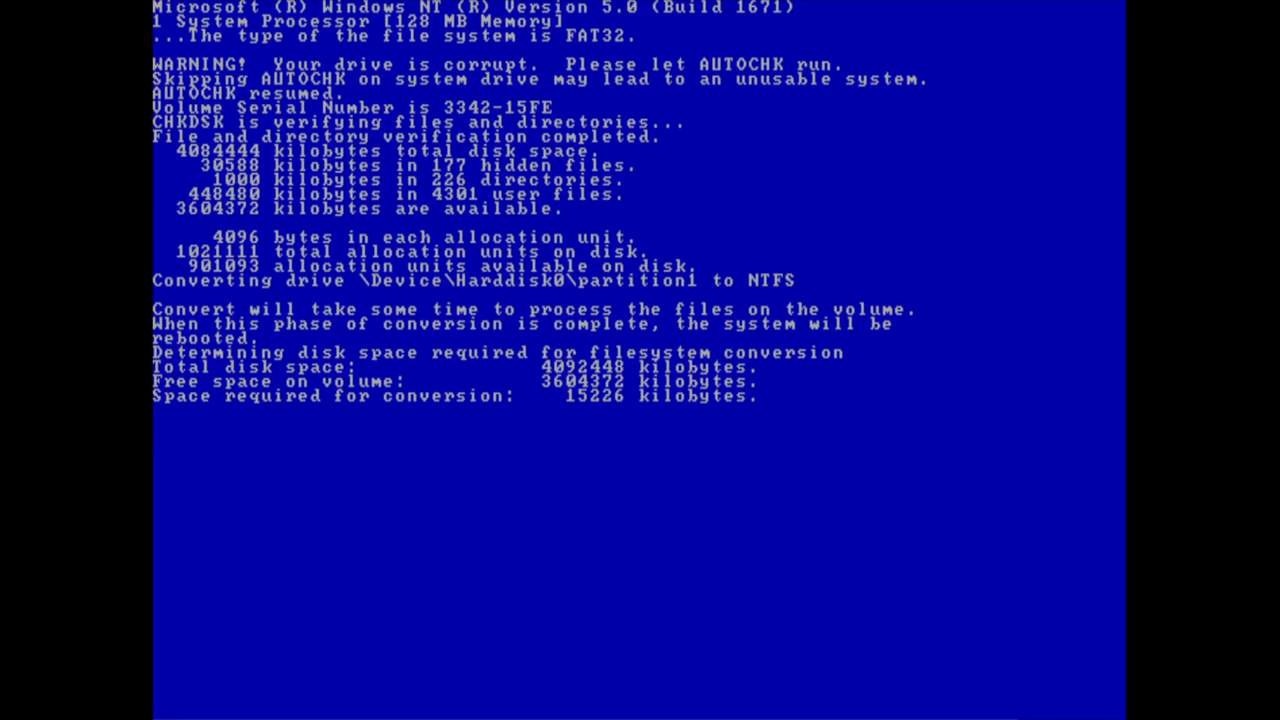 Microsoft (R) Windows NT (R) Version 5.0 (Build 1671)
1 System Processor [128 MB Memory]
...The type of the file system is FAT32.
WARNING!  Your drive is corrupt.  Please let AUTOCHK run.
Skipping AUTOCHK on system drive may lead to an unusable system.
AUTOCHK resumed.
Volume Serial Number is 3342-15FE
CHKDSK is verifying files and directories...
File and directory verification completed.
4084444 kilobytes total disk space.
30588 kilobytes in 177 hidden files.
1000 kilobytes in 226 directories.
448480 kilobytes in 4301 user files.
3604372 kilobytes are available.
4096 bytes in each allocation unit.
1021111 total allocation units on disk.
901093 allocation units available on disk.
Converting drive \Device\Harddisk0\partition1 to NTFS
Convert will take some time to process the files on the volume.
When this phase of conversion is complete, the system will be
rebooted.
Determining disk space required for filesystem conversion
Total disk space: 4092448 kilobytes.
Free space on volume: 3604372 kilobytes.
Space required for conversion: 15226 kilobytes.